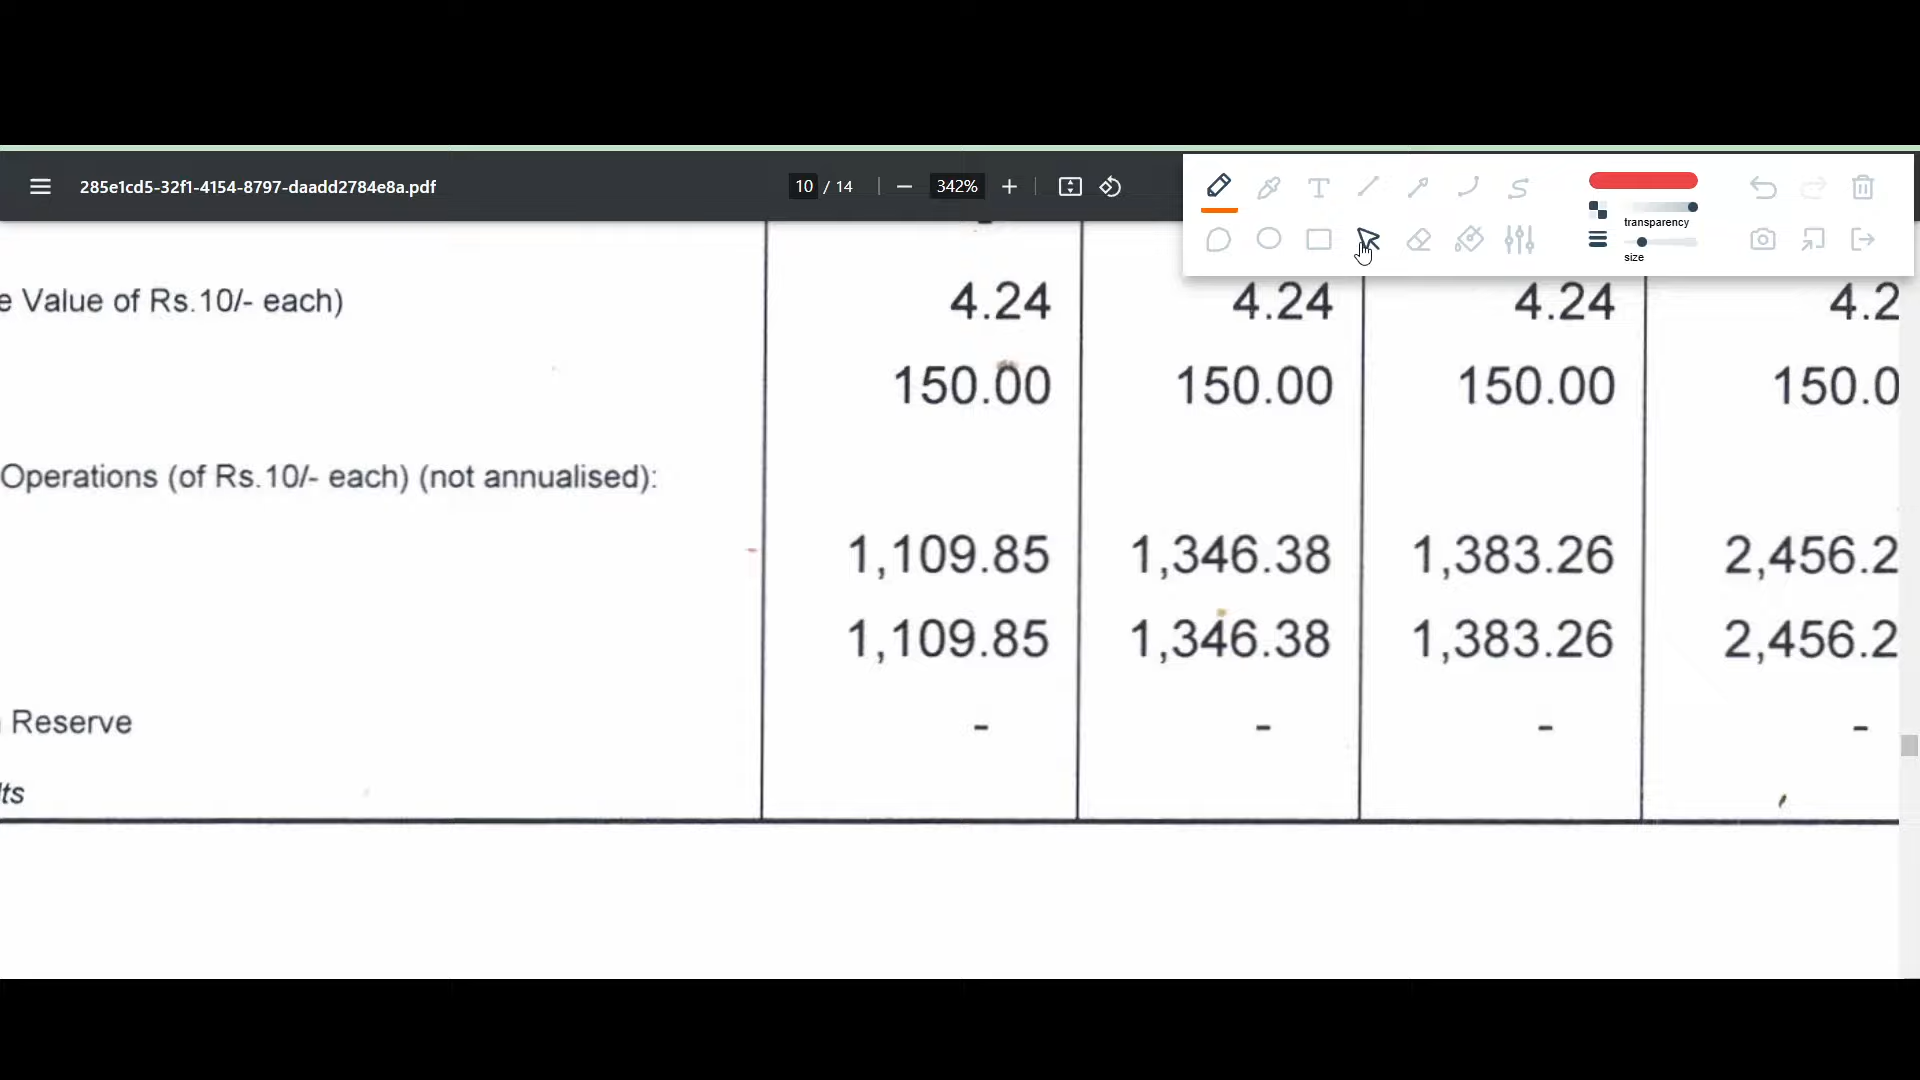 285e1cd5-32f1-4154-8797-daadd2784e8a.pdf 10 / 14 342%
transparency
size
e Value of Rs.10/- each) 4.24 4.24 4.24 4.2
150.00 150.00 150.00 150.0
Operations (of Rs.10/- each) (not annualised):
1,109.85 1,346.38 1,383.26 2,456.2
1,109.85 1,346.38 1,383.26 2,456.2
Reserve - - - -
lts